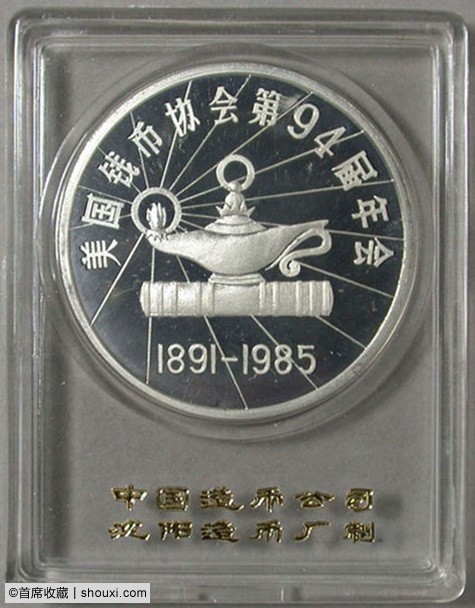 美国钱币协会第94届年会
1891-1985
中国造币公司
沈阳造币厂制
©首席收藏 | shouxi.com